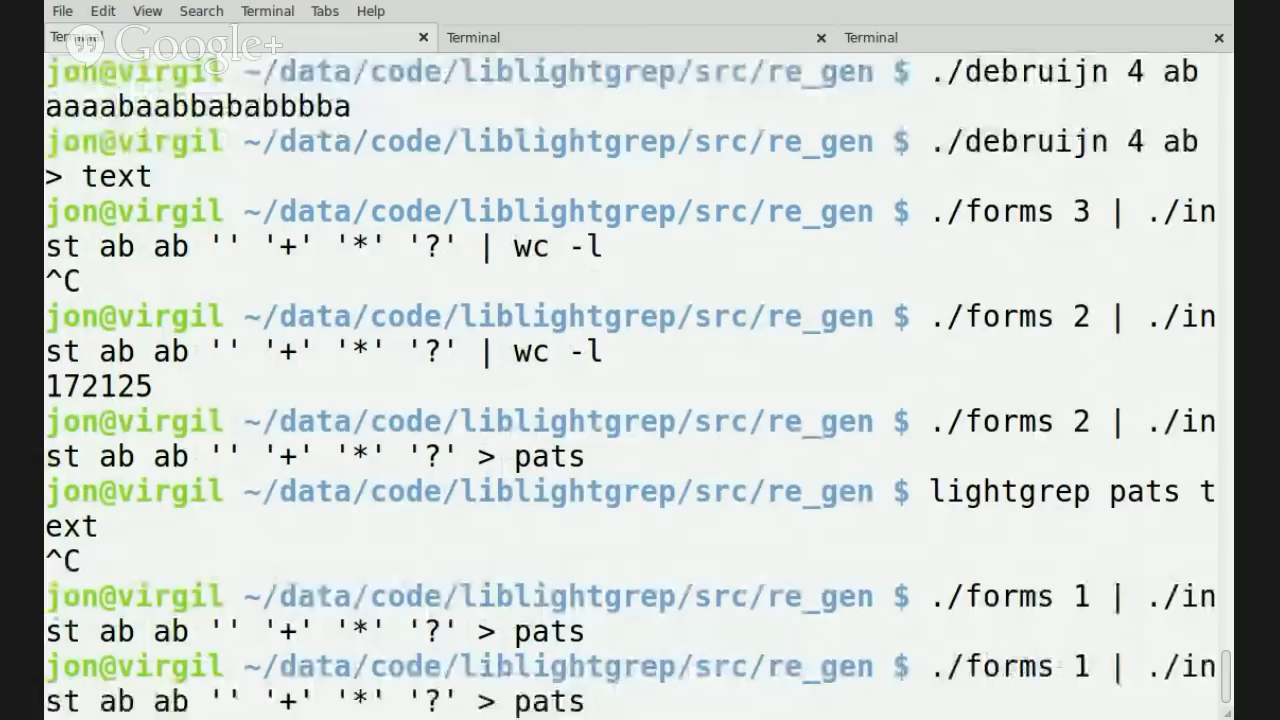 File Edit View Search Terminal Tabs Help
Terminal × Terminal × Terminal ×
Google+
jon@virgil ~/data/code/liblightgrep/src/re_gen $ ./debruijn 4 ab
aaaabaabbababbbba
jon@virgil ~/data/code/liblightgrep/src/re_gen $ ./debruijn 4 ab
> text
jon@virgil ~/data/code/liblightgrep/src/re_gen $ ./forms 3 | ./in
st ab ab '' '+' '*' '?' | wc -l
^C
jon@virgil ~/data/code/liblightgrep/src/re_gen $ ./forms 2 | ./in
st ab ab '' '+' '*' '?' | wc -l
172125
jon@virgil ~/data/code/liblightgrep/src/re_gen $ ./forms 2 | ./in
st ab ab '' '+' '*' '?' > pats
jon@virgil ~/data/code/liblightgrep/src/re_gen $ lightgrep pats t
ext
^C
jon@virgil ~/data/code/liblightgrep/src/re_gen $ ./forms 1 | ./in
st ab ab '' '+' '*' '?' > pats
jon@virgil ~/data/code/liblightgrep/src/re_gen $ ./forms 1 | ./in
st ab ab '' '+' '*' '?' > pats